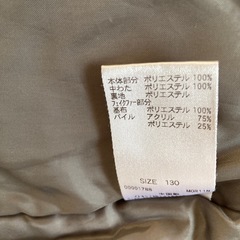 本体部分 ポリエステル 100%
中わた ポリエステル 100%
裏地 ポリエステル 100%
フェイクファー部分
基布 ポリエステル 100%
パイル アクリル 75%
ポリエステル 25%
SIZE 130